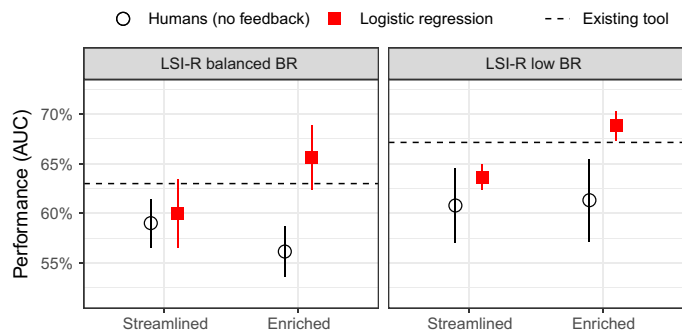 Humans (no feedback) Logistic regression Existing tool
LSI-R balanced BR LSI-R low BR
Performance (AUC)
70%
65%
60%
55%
Streamlined Enriched Streamlined Enriched